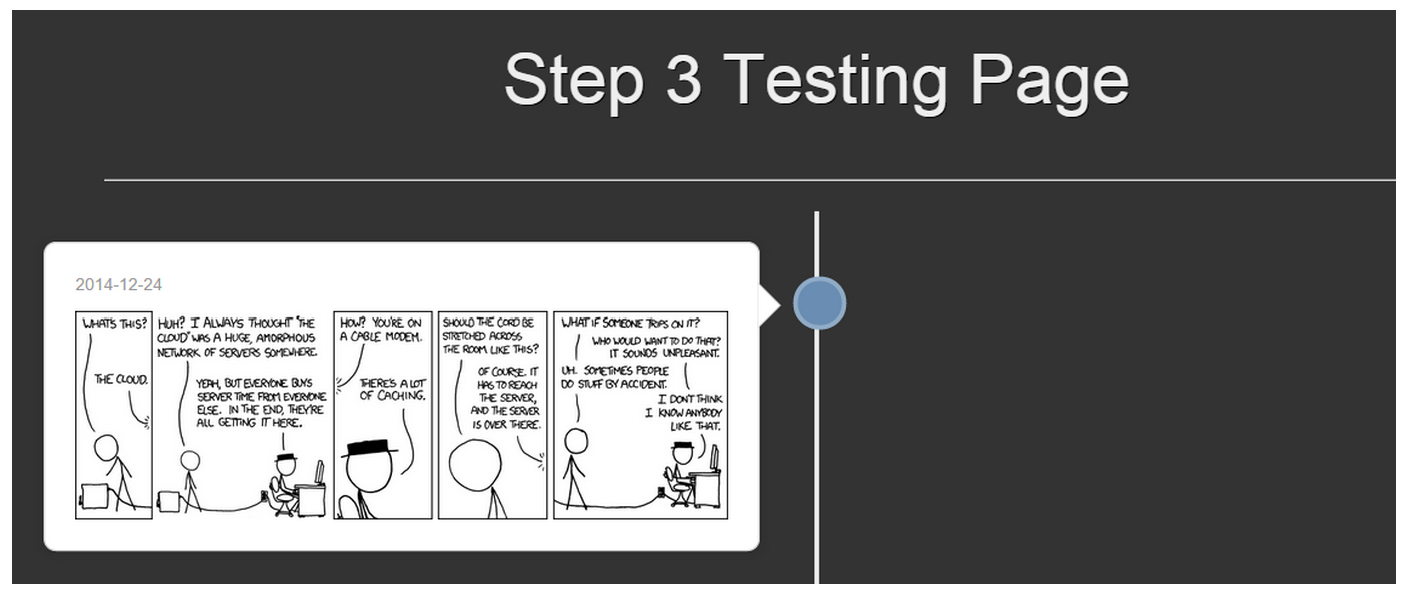 Step 3 Testing Page
2014-12-24
WHAT'S THIS?
THE CLOUD.
HUH? I ALWAYS THOUGHT "THE
CLOUD" WAS A HUGE, AMORPHOUS
NETWORK OF SERVERS SOMEWHERE.
YEAH, BUT EVERYONE BUYS
SERVER TIME FROM EVERYONE
ELSE. IN THE END, THEY'RE
ALL GETTING IT HERE.
HOW? YOU'RE ON
A CABLE MODEM.
THERE'S A LOT
OF CACHING.
SHOULD THE CORD BE
STRETCHED ACROSS
THE ROOM LIKE THIS?
OF COURSE. IT
HAS TO REACH
THE SERVER,
AND THE SERVER
IS OVER THERE.
WHAT IF SOMEONE TRIPS ON IT?
WHO WOULD WANT TO DO THAT?
IT SOUNDS UNPLEASANT.
UH. SOMETIMES PEOPLE
DO STUFF BY ACCIDENT.
I DON'T THINK
I KNOW ANYBODY
LIKE THAT.